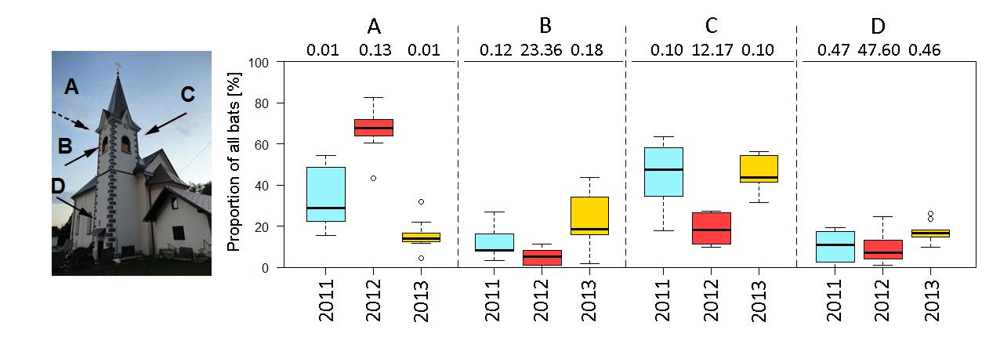 A
C
B
D
A B C D
0.01 0.13 0.01 0.12 23.36 0.18 0.10 12.17 0.10 0.47 47.60 0.46
Proportion of all bats [%]
100
80
60
40
20
0
2011 2012 2013 2011 2012 2013 2011 2012 2013 2011 2012 2013